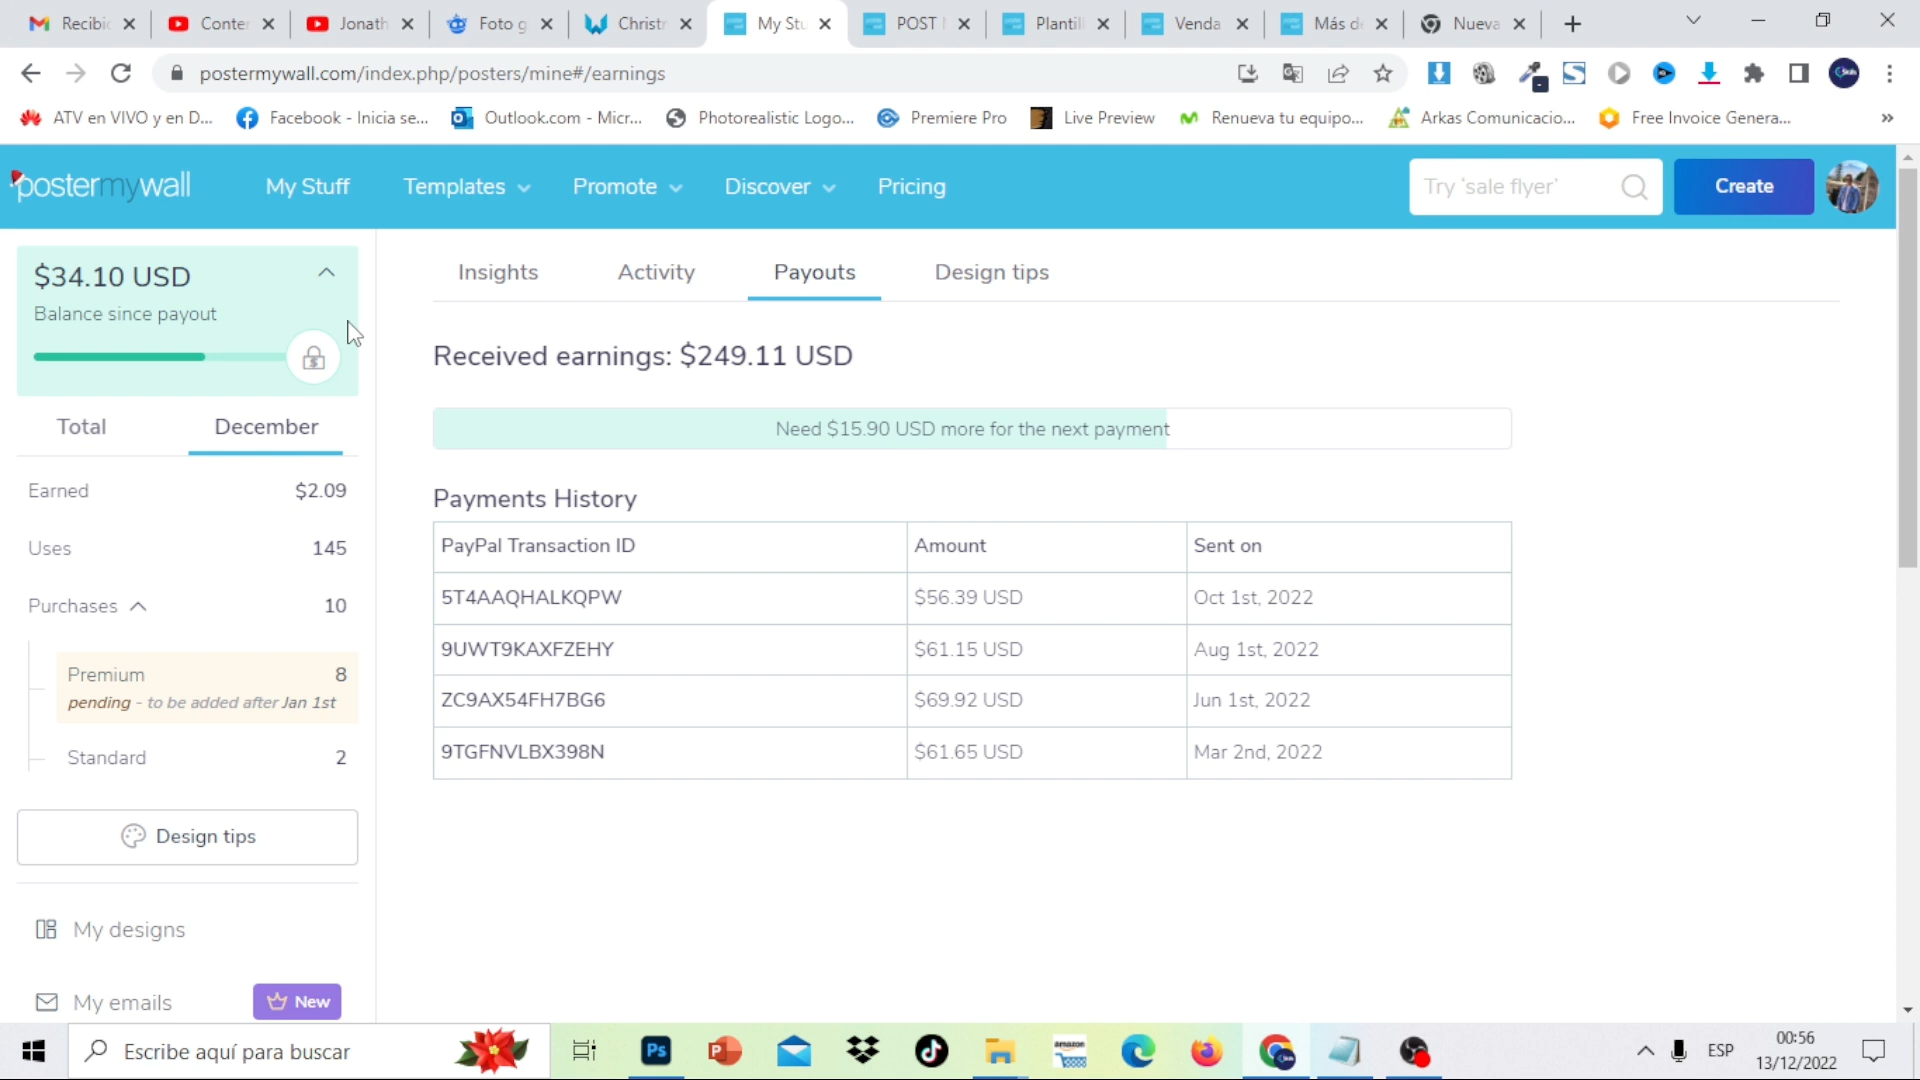 Recibic
Conter
Jonath
Foto g
Christm
My Stu
POST
Plantill
Venda
Más de
Nueva
postermywall.com/index.php/posters/mine#/earnings
ATV en VIVO y en D...
Facebook - Inicia se...
Outlook.com - Micr...
Photorealistic Logo...
Premiere Pro
Live Preview
Renueva tu equipo...
Arkas Comunicacio...
Free Invoice Genera...
»
postermywall
My Stuff
Templates
Promote
Discover
Pricing
Try 'sale flyer'
Create
$34.10 USD
Balance since payout
Total
December
Earned $2.09
Uses 145
Purchases 10
Premium 8
pending - to be added after Jan 1st
Standard 2
Design tips
My designs
My emails
New
Insights
Activity
Payouts
Design tips
Received earnings: $249.11 USD
Need $15.90 USD more for the next payment
Payments History
PayPal Transaction ID Amount Sent on
5T4AAQHALKQPW $56.39 USD Oct 1st, 2022
9UWT9KAXFZEHY $61.15 USD Aug 1st, 2022
ZC9AX54FH7BG6 $69.92 USD Jun 1st, 2022
9TGFNVLBX398N $61.65 USD Mar 2nd, 2022
Escribe aquí para buscar
Ps
P
amazon
ESP
00:56
13/12/2022